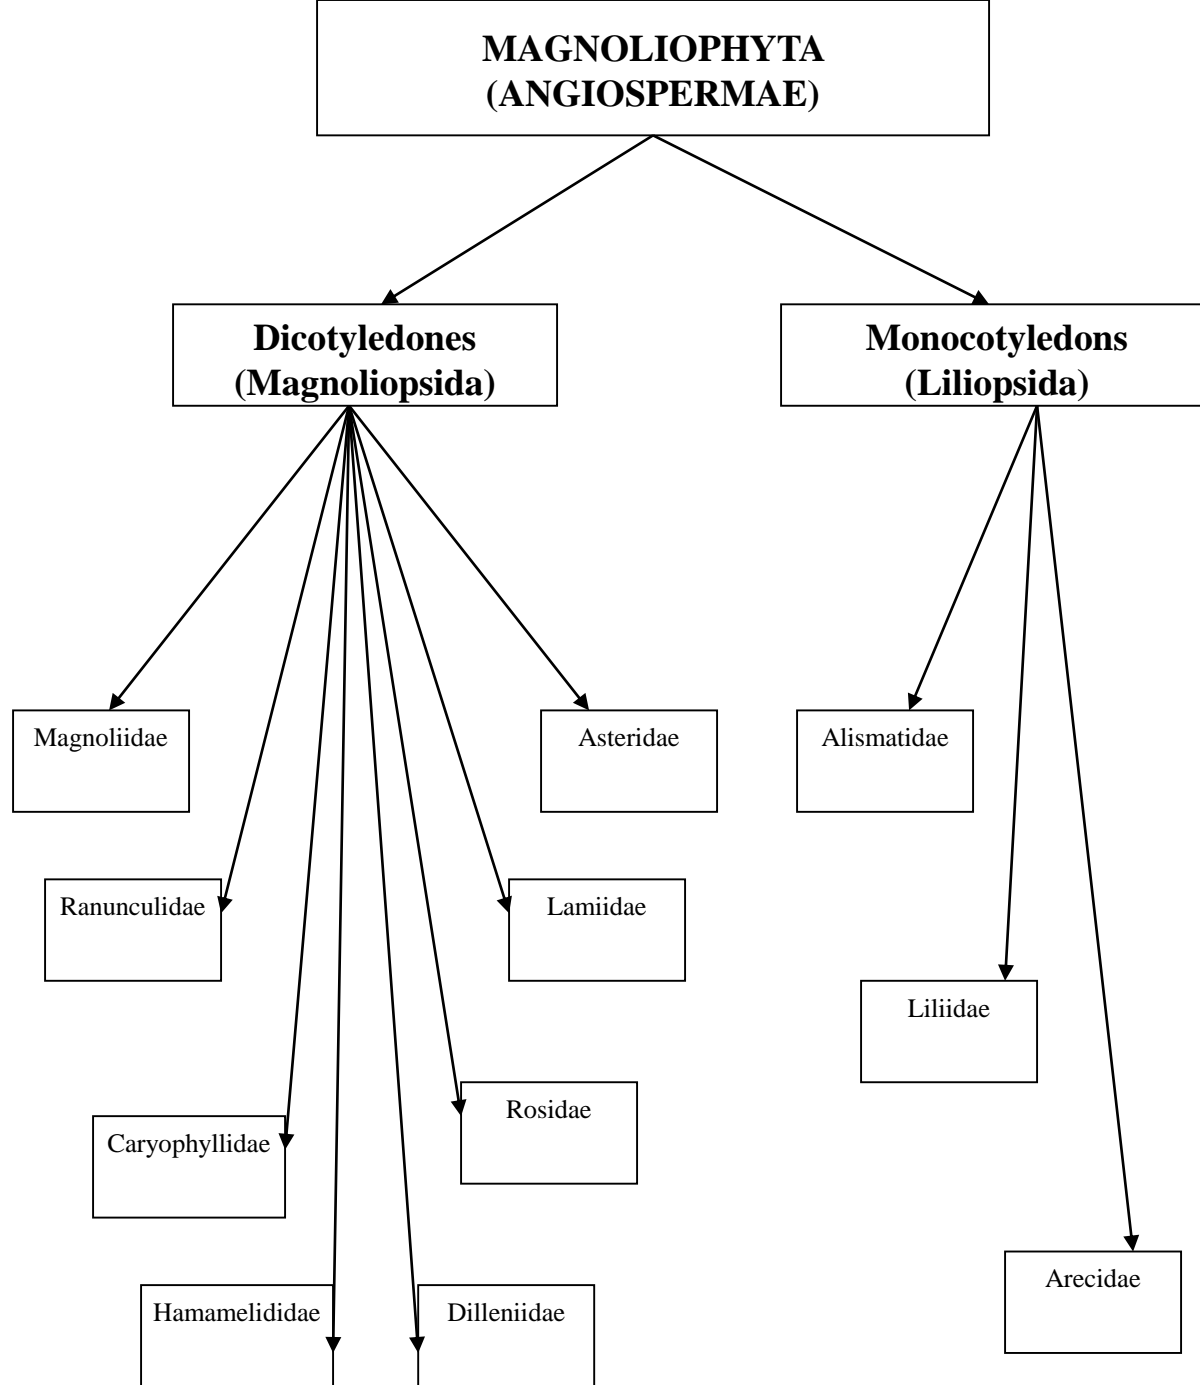 MAGNOLIOPHYTA
(ANGIOSPERMAE)
Dicotyledones
(Magnoliopsida)
Monocotyledons
(Liliopsida)
Magnoliidae
Asteridae
Alismatidae
Ranunculidae
Lamiidae
Liliidae
Rosidae
Caryophyllidae
Arecidae
Hamamelididae
Dilleniidae